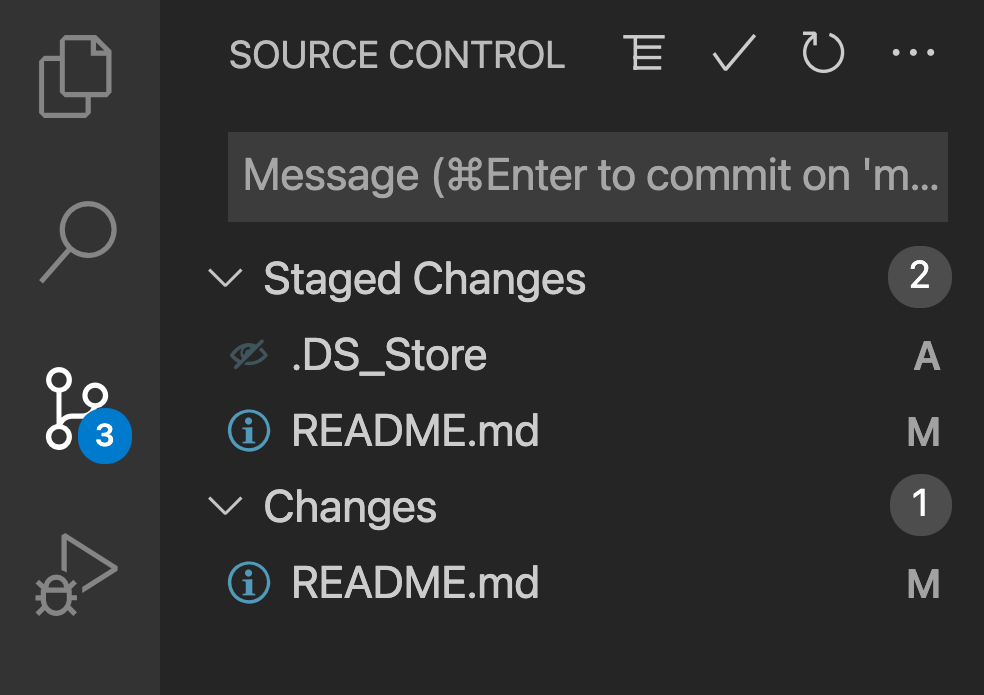 SOURCE CONTROL
Message (⌘Enter to commit on 'm...
Staged Changes 2
.DS_Store A
README.md M
3
Changes 1
README.md M